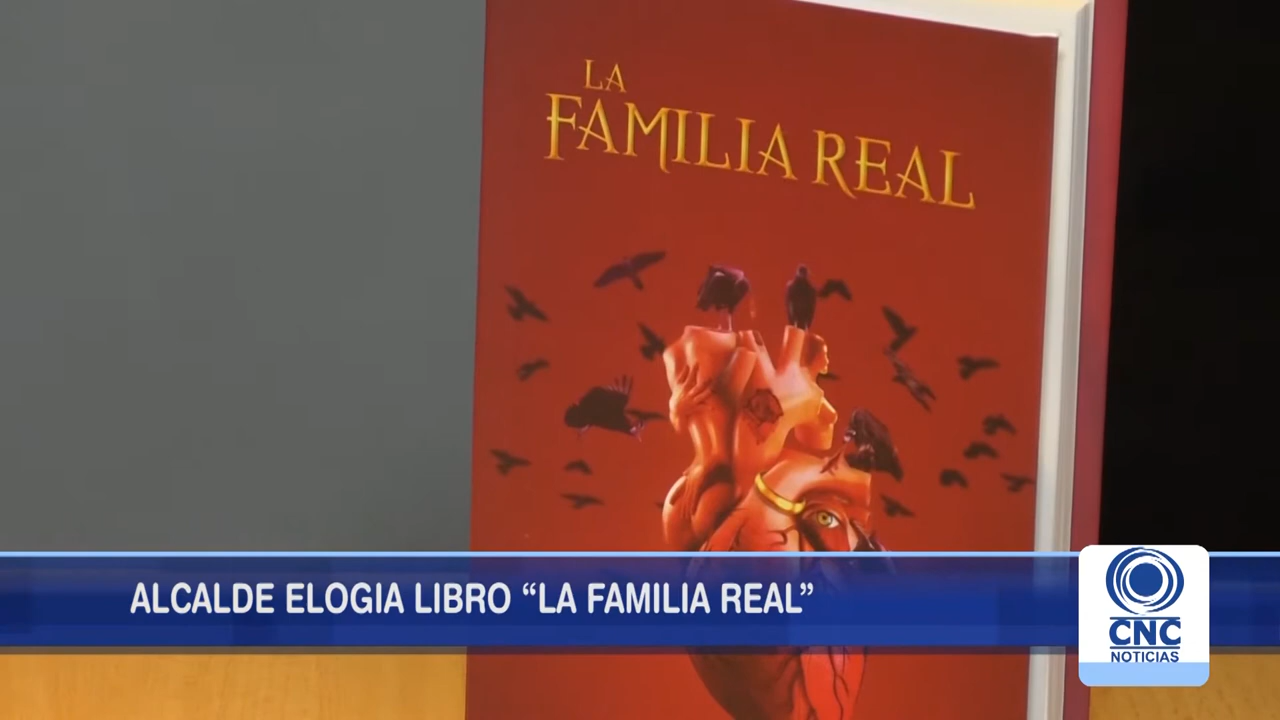 LA
FAMILIA REAL
ALCALDE ELOGIA LIBRO “LA FAMILIA REAL”
CNC
NOTICIAS